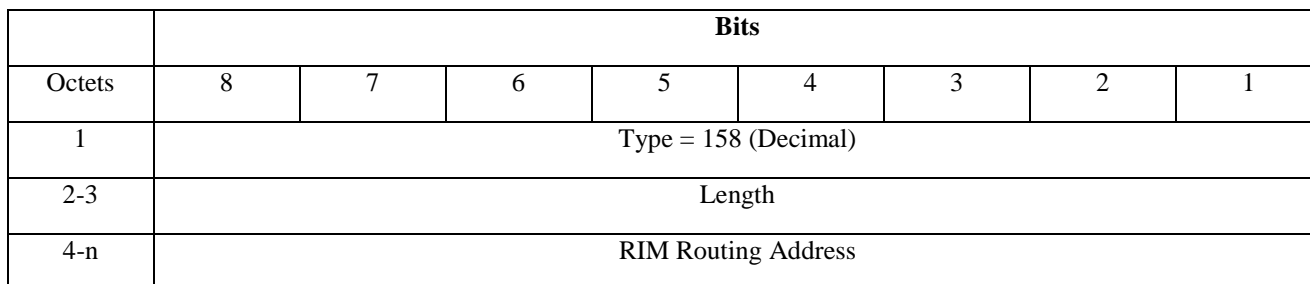 Bits
Octets 8 7 6 5 4 3 2 1
1 Type = 158 (Decimal)
2-3 Length
4-n RIM Routing Address